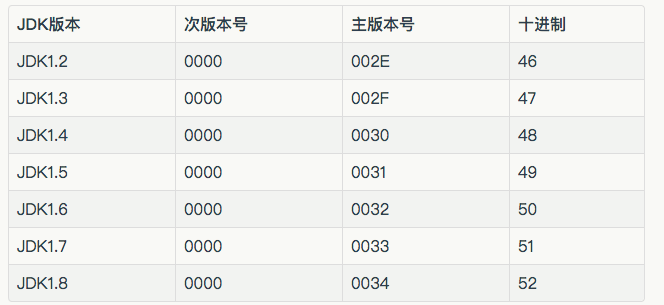 JDK版本 次版本号 主版本号 十进制
JDK1.2 0000 002E 46
JDK1.3 0000 002F 47
JDK1.4 0000 0030 48
JDK1.5 0000 0031 49
JDK1.6 0000 0032 50
JDK1.7 0000 0033 51
JDK1.8 0000 0034 52